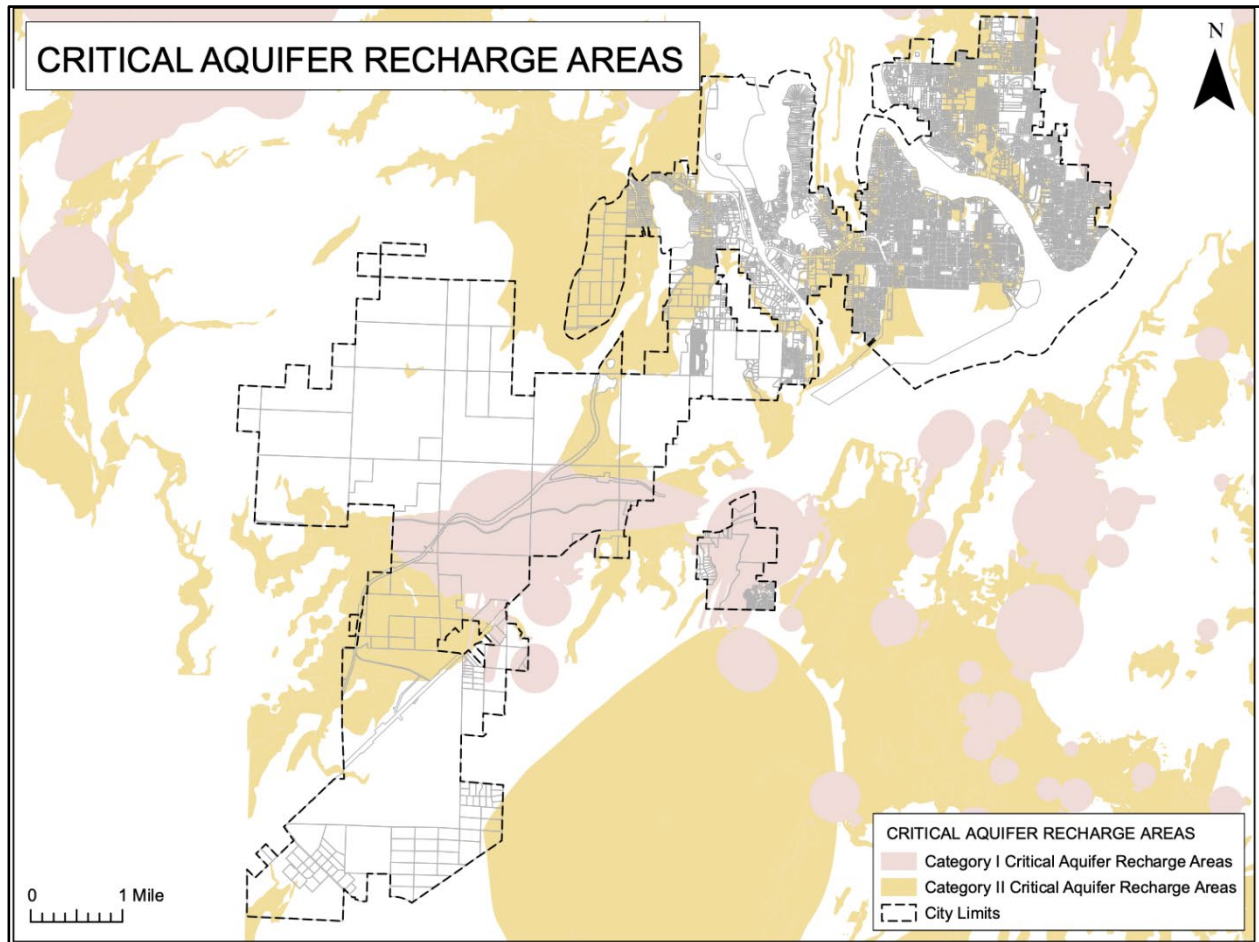 CRITICAL AQUIFER RECHARGE AREAS
N
CRITICAL AQUIFER RECHARGE AREAS
Category I Critical Aquifer Recharge Areas
Category II Critical Aquifer Recharge Areas
City Limits
0 1 Mile